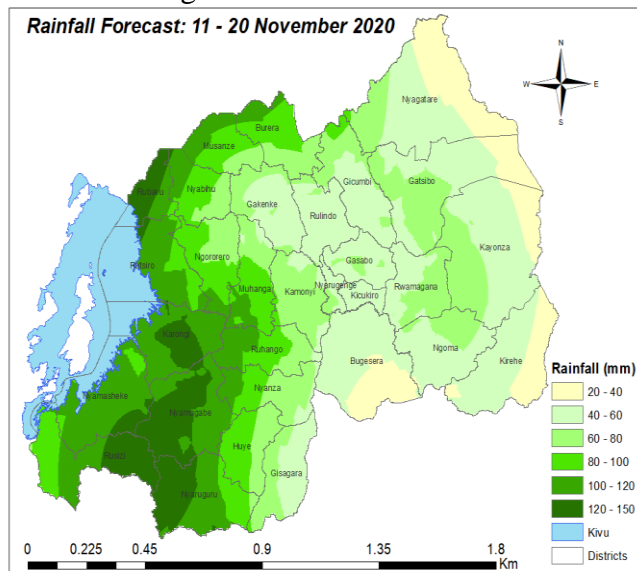 Rainfall Forecast: 11 - 20 November 2020
N
W E
S
Nyagatare
Burera
Musanze
Rubavu
Nyabihu
Gicumbi
Gatsibo
Gakenke
Rulindo
Kayonza
Rutsiro
Ngororero
Gasabo
Muhanga
Kamonyi
Nyarugenge
Rwamagana
Kicukiro
Karongi
Ruhango
Bugesera
Ngoma
Kirehe
Nyamasheke
Nyanza
Nyamagabe
Huye
Rusizi
Gisagara
Nyaruguru
Rainfall (mm)
20 - 40
40 - 60
60 - 80
80 - 100
100 - 120
120 - 150
Kivu
Districts
0 0.225 0.45 0.9 1.35 1.8
Km